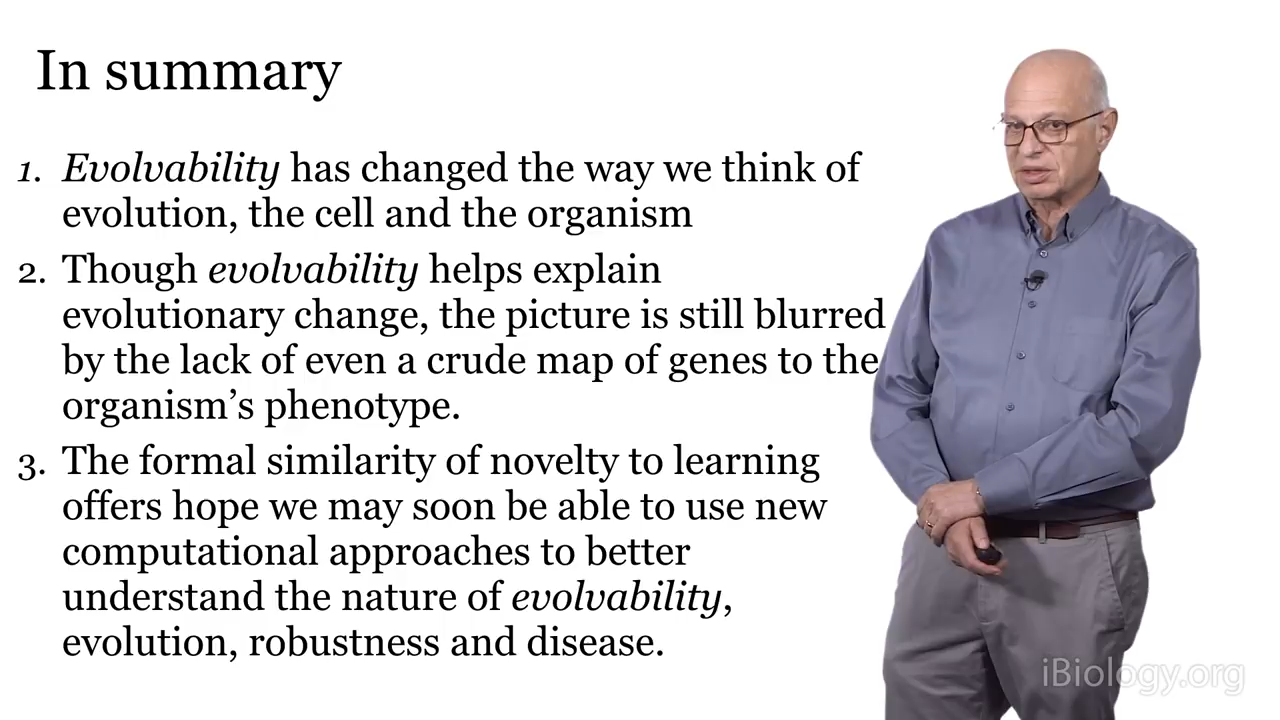 In summary
1. Evolvability has changed the way we think of
evolution, the cell and the organism
2. Though evolvability helps explain
evolutionary change, the picture is still blurred
by the lack of even a crude map of genes to the
organism’s phenotype.
3. The formal similarity of novelty to learning
offers hope we may soon be able to use new
computational approaches to better
understand the nature of evolvability,
evolution, robustness and disease.
iBiology.org